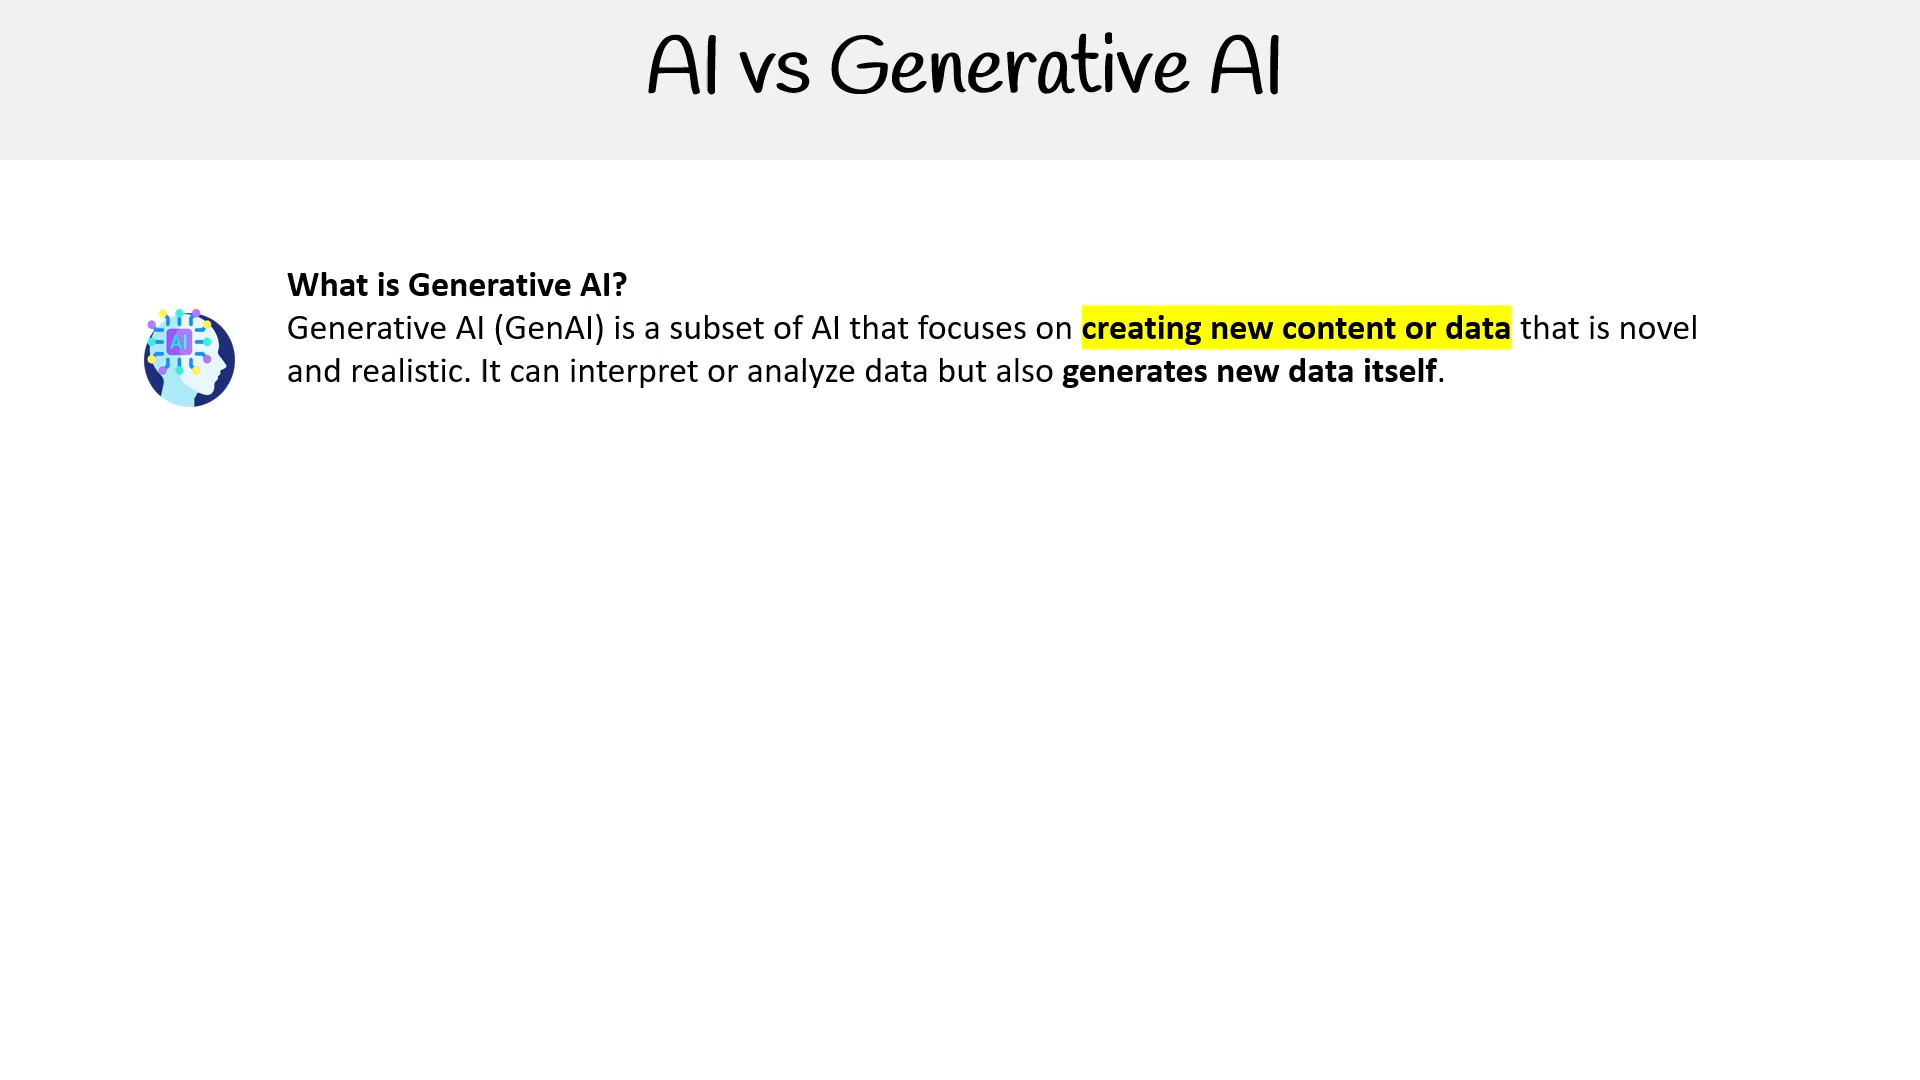 AI vs Generative AI
What is Generative AI?
Generative AI (GenAI) is a subset of AI that focuses on creating new content or data that is novel
and realistic. It can interpret or analyze data but also generates new data itself.
AI